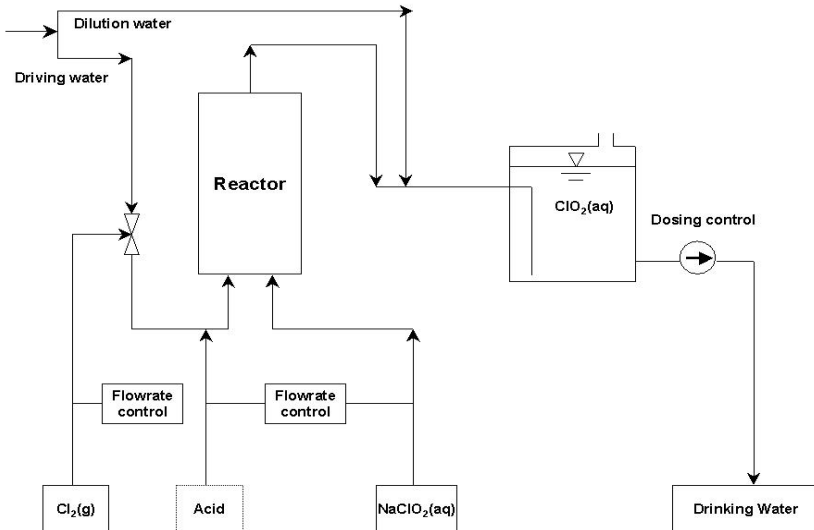 Dilution water
Driving water
Reactor
ClO₂(aq)
Dosing control
Flowrate
control
Flowrate
control
Cl₂(g)
Acid
NaClO₂(aq)
Drinking Water